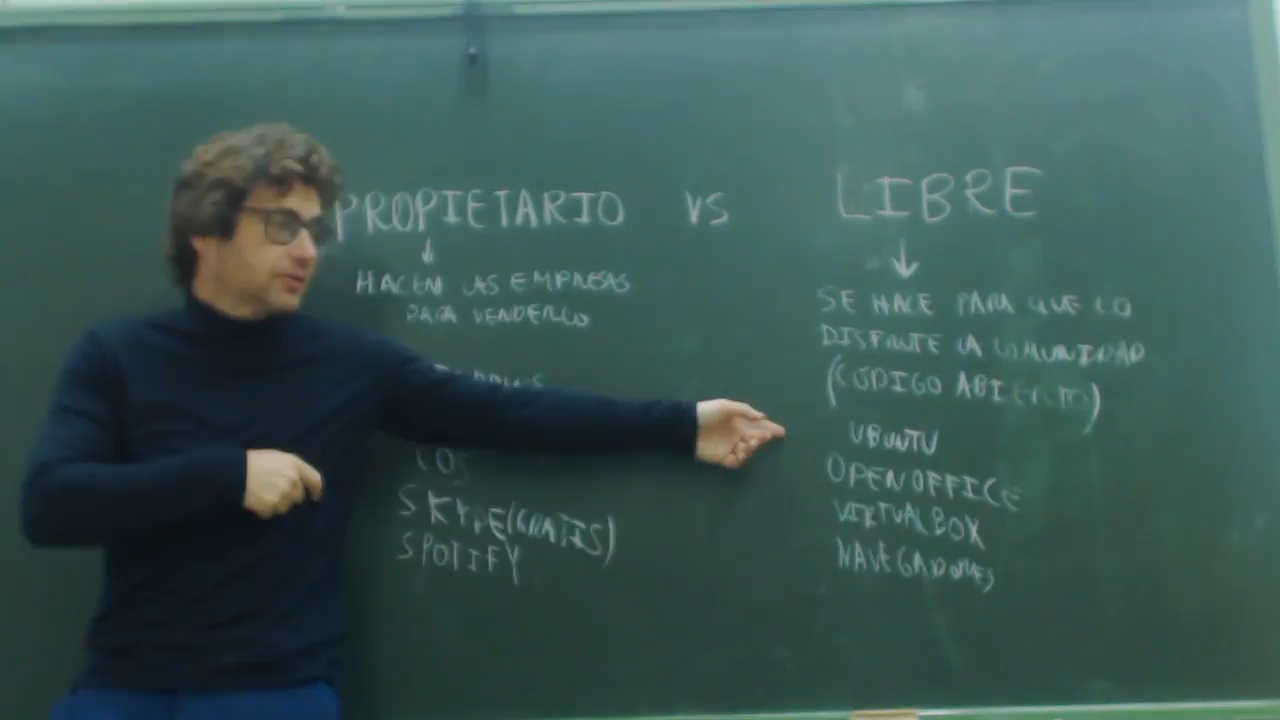 PROPIETARIO VS LIBRE
HACEN LAS EMPRESAS
PARA VENDERLO
SE HACE PARA QUE LO
DISFRUTE LA COMUNIDAD
(CÓDIGO ABIERTO)
IOS
SKYPE (GRATIS)
SPOTIFY
UBUNTU
OPENOFFICE
VIRTUALBOX
NAVEGADORES